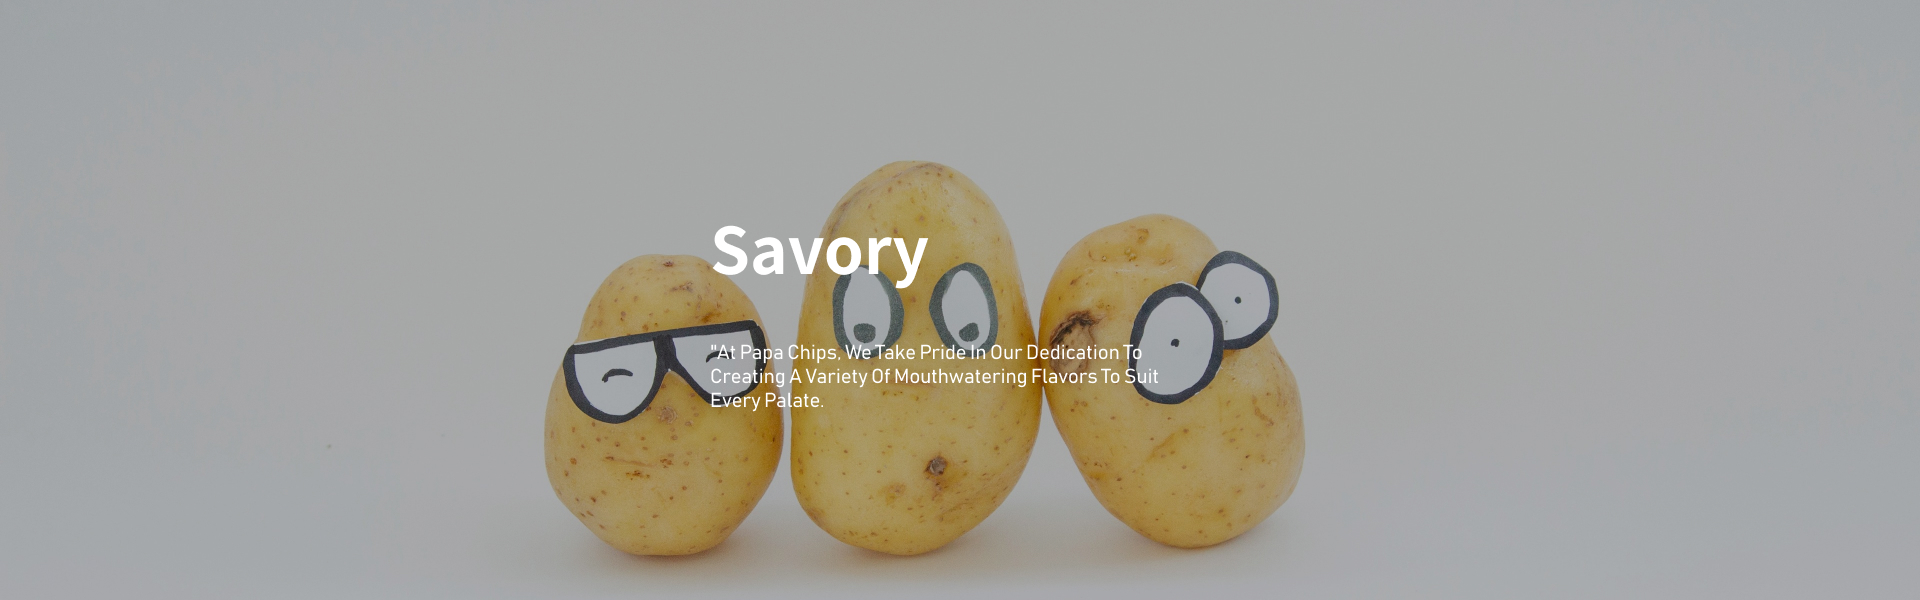 Savory
"At Papa Chips, We Take Pride In Our Dedication To
Creating A Variety Of Mouthwatering Flavors To Suit
Every Palate.